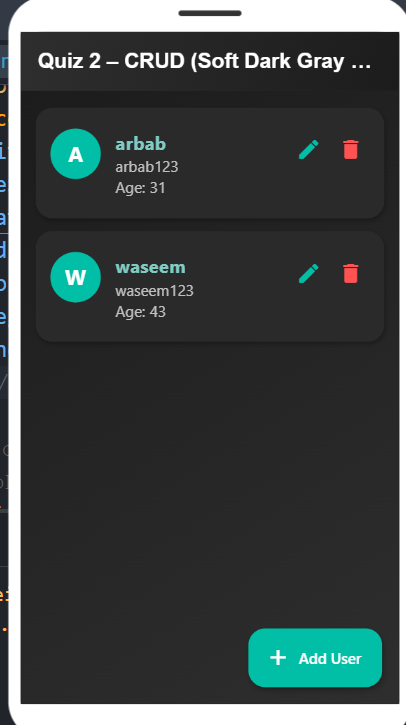 Quiz 2 – CRUD (Soft Dark Gray ...
A
arbab
arbab123
Age: 31
W
waseem
waseem123
Age: 43
+ Add User